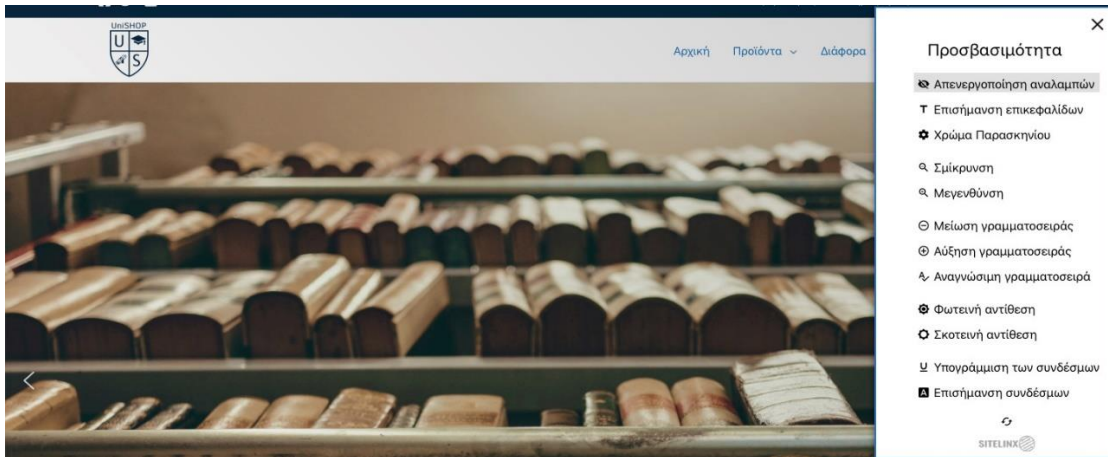 UniSHOP
U
S
Αρχική Προϊόντα Διάφορα
Προσβασιμότητα
Απενεργοποίηση αναλαμπών
T Επισήμανση επικεφαλίδων
Χρώμα Παρασκηνίου
Σμίκρυνση
Μεγενθύνση
Μείωση γραμματοσειράς
Αύξηση γραμματοσειράς
Αναγνώσιμη γραμματοσειρά
Φωτεινή αντίθεση
Σκοτεινή αντίθεση
U Υπογράμμιση των συνδέσμων
A Επισήμανση συνδέσμων
SITELINX